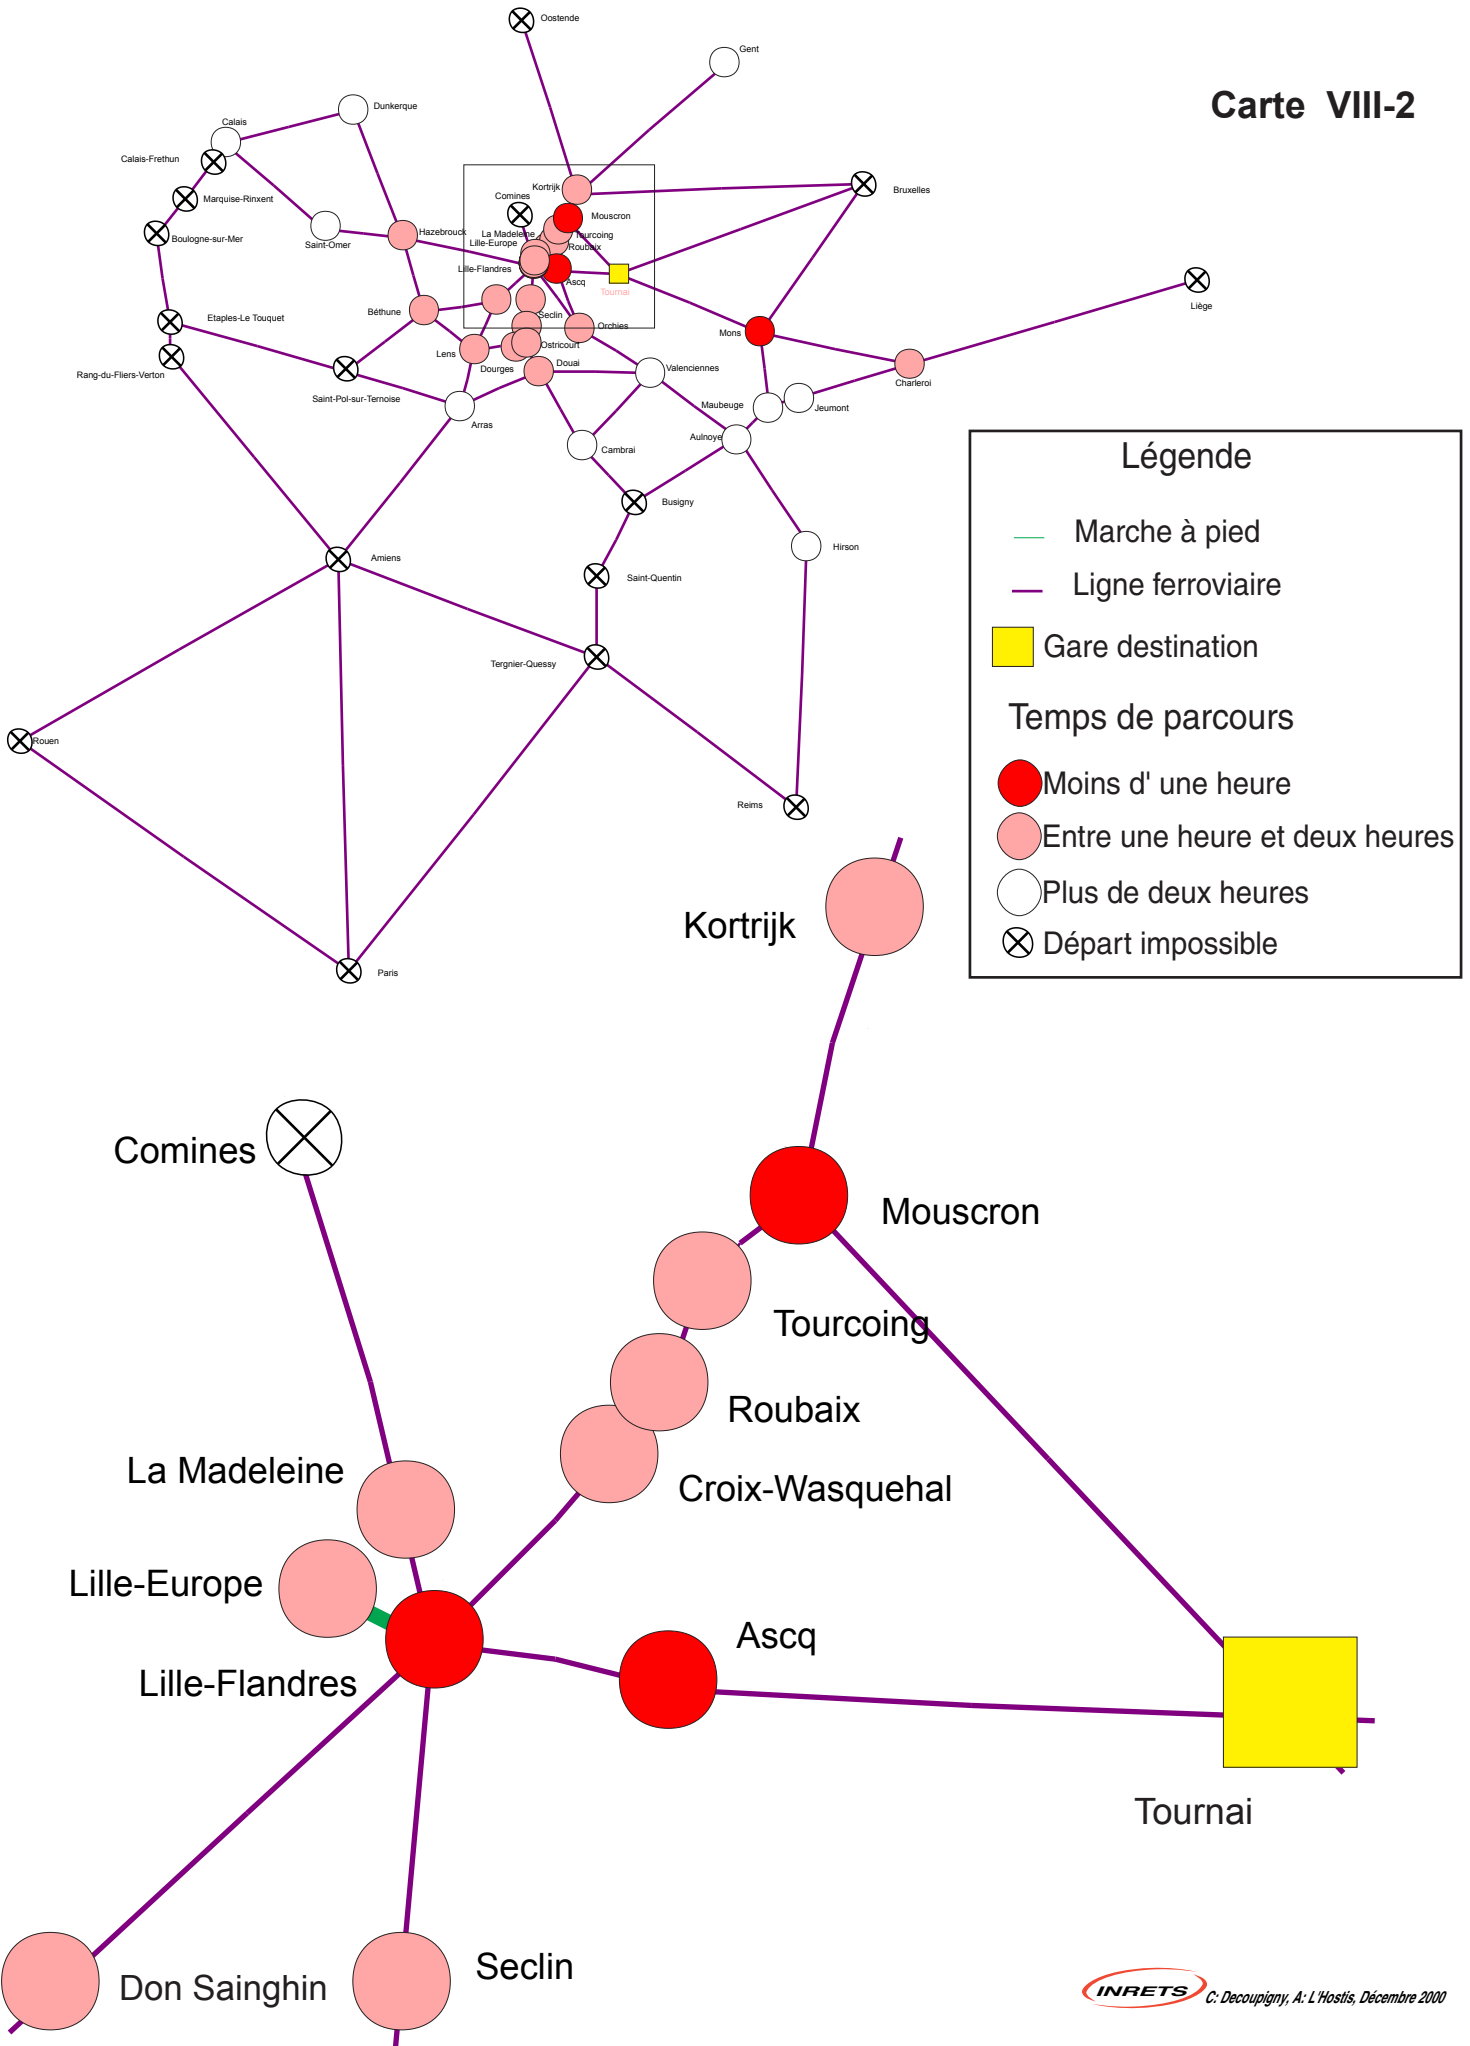 Oostende
Gent
Carte VIII-2
Dunkerque
Calais
Calais-Frethun
Marquise-Rinxent
Boulogne-sur-Mer
Saint-Omer
Hazebrouck
Kortrijk
Comines
Mouscron
La Madeleine
Tourcoing
Lille-Europe
Roubaix
Lille-Flandres
Ascq
Tournai
Bruxelles
Liège
Etaples-Le Touquet
Béthune
Seclin
Orchies
Mons
Rang-du-Fliers-Verton
Lens
Ostricourt
Dourges
Douai
Valenciennes
Charleroi
Saint-Pol-sur-Ternoise
Arras
Maubeuge
Jeumont
Aulnoye
Cambrai
Busigny
Hirson
Amiens
Saint-Quentin
Tergnier-Quessy
Rouen
Reims
Paris
Légende
Marche à pied
Ligne ferroviaire
Gare destination
Temps de parcours
Moins d' une heure
Entre une heure et deux heures
Plus de deux heures
Départ impossible
Kortrijk
Comines
Mouscron
Tourcoing
Roubaix
La Madeleine
Croix-Wasquehal
Lille-Europe
Ascq
Lille-Flandres
Tournai
Seclin
Don Sainghin
INRETS
C: Decoupigny, A: L'Hostis, Décembre 2000